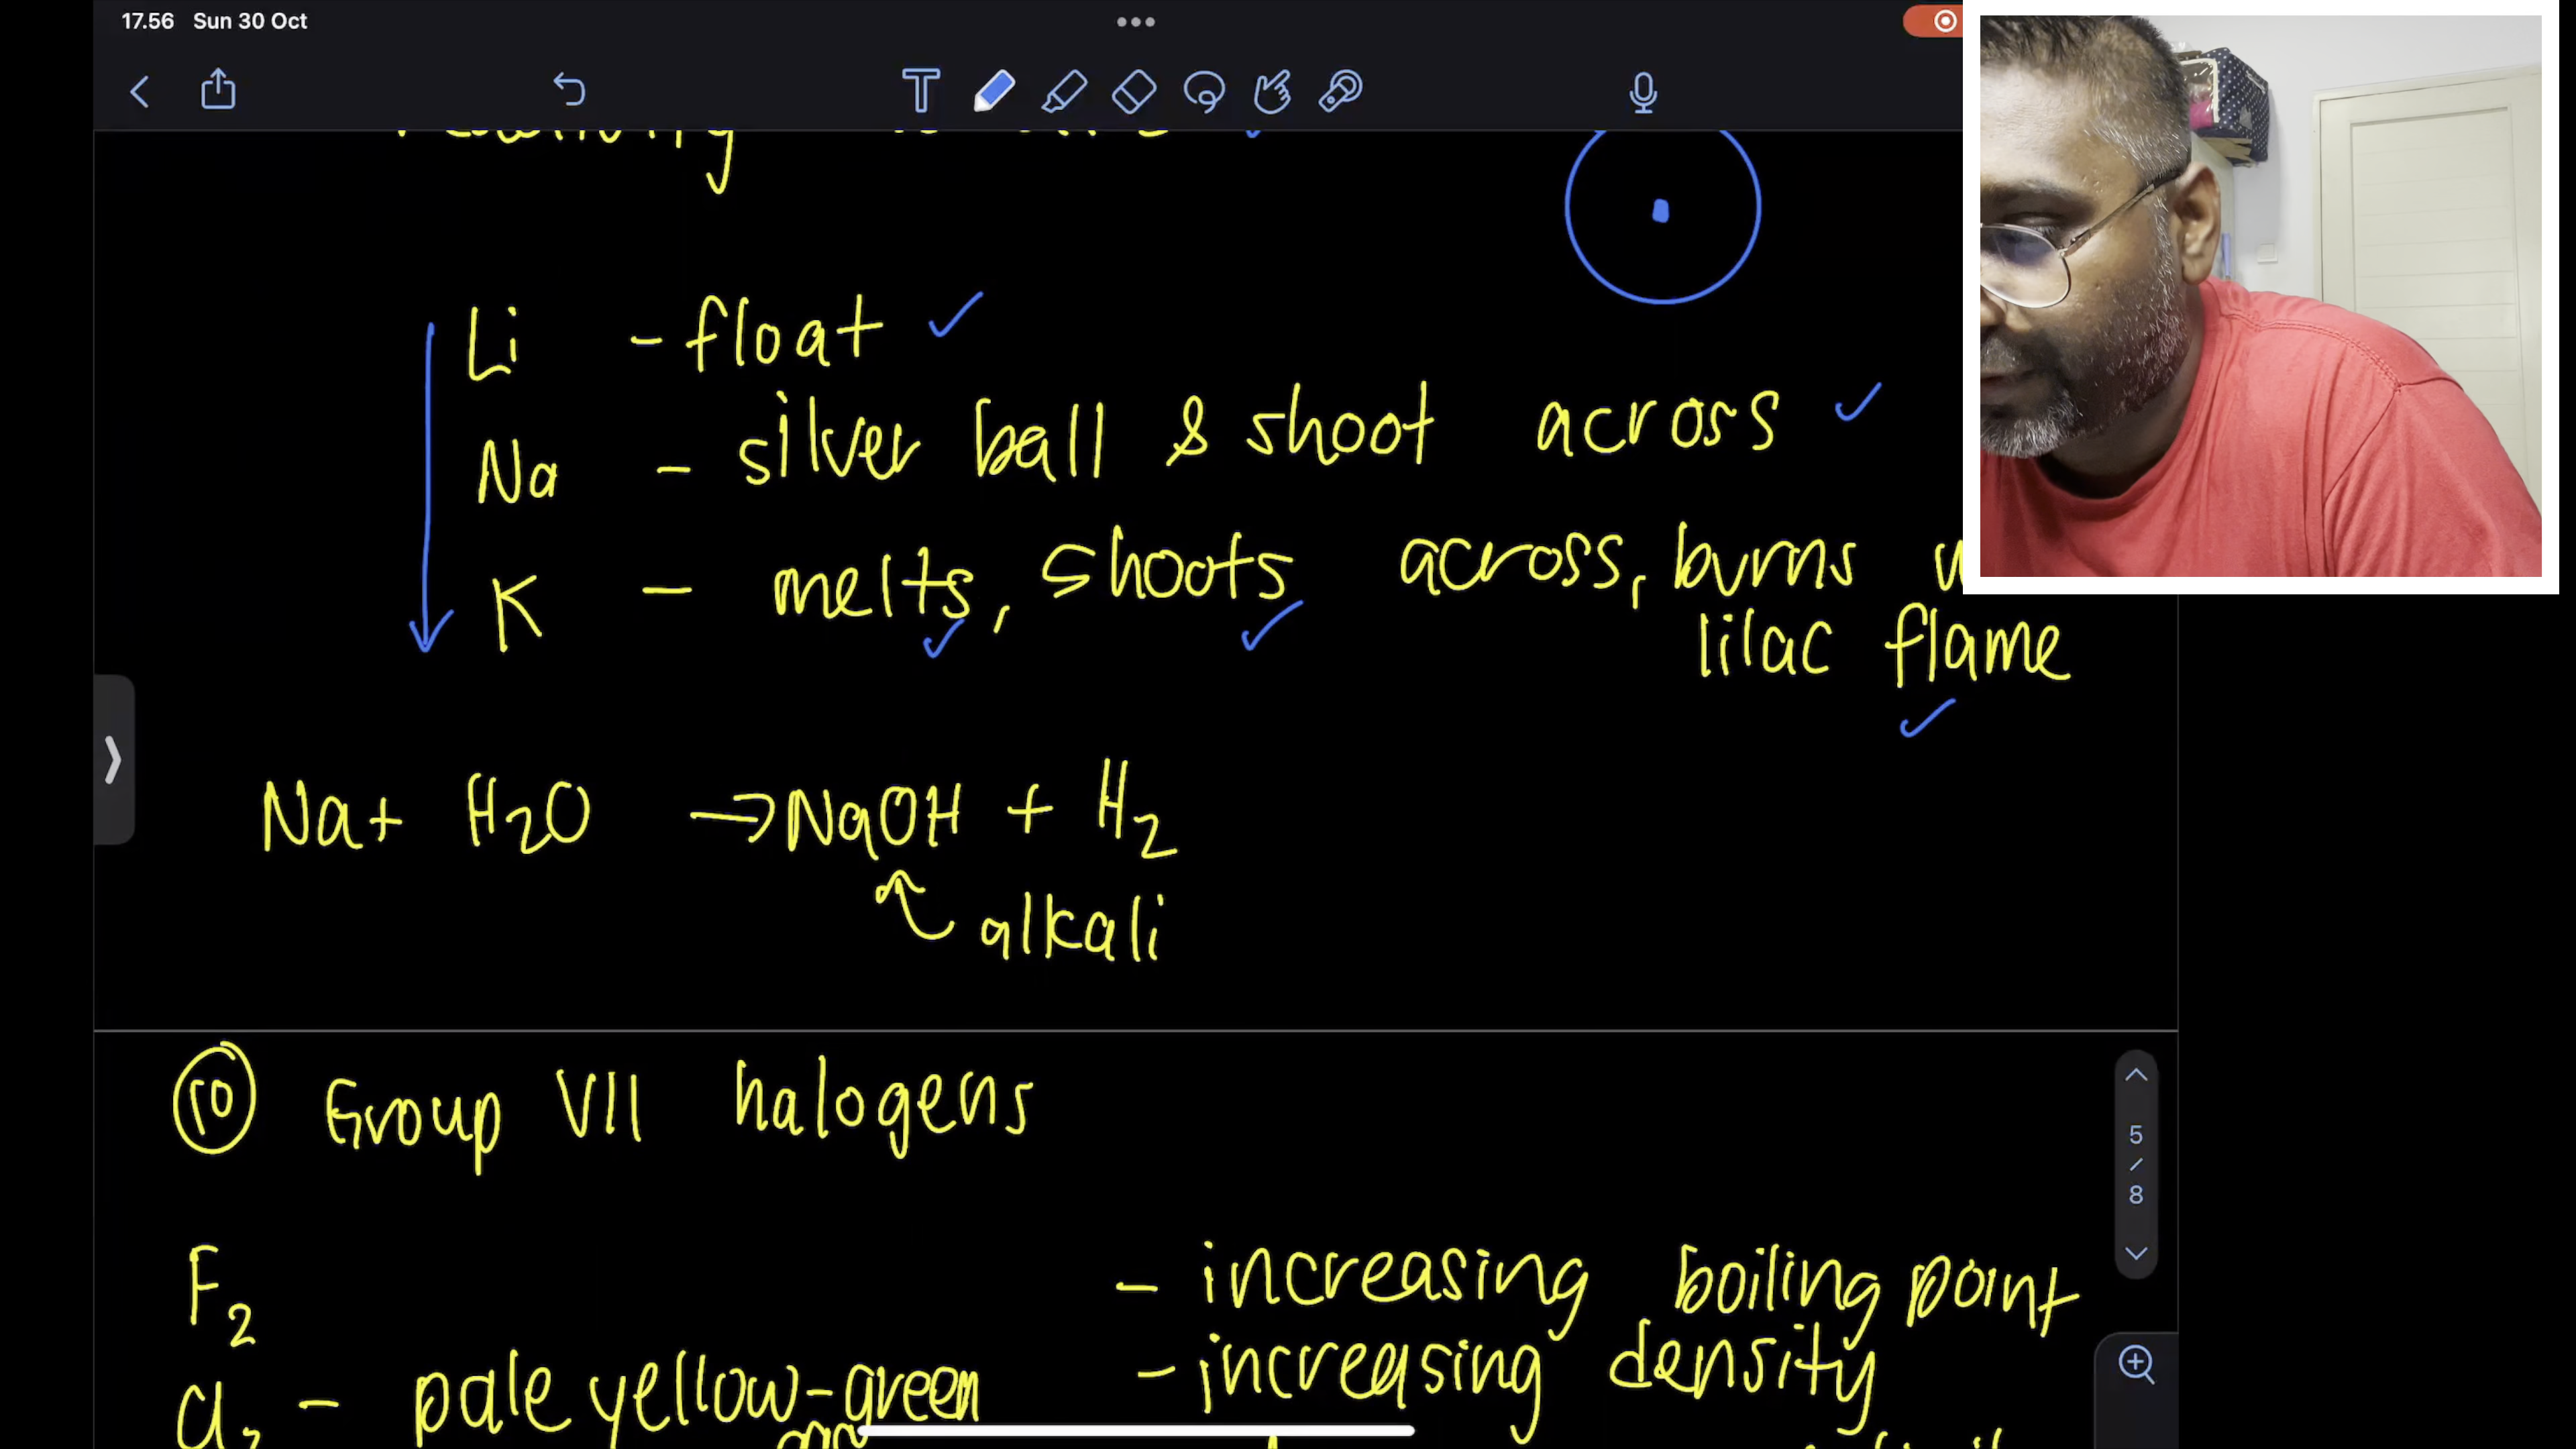 17.56 Sun 30 Oct
Li - float
Na - silver ball & shoot across
K - melts, shoots across, burns
lilac flame
Na + H2O → NaOH + H2
alkali
10 Group VII halogens
F2 - increasing boiling point
- increasing density
Cl2 - pale yellow-green
5
/
8